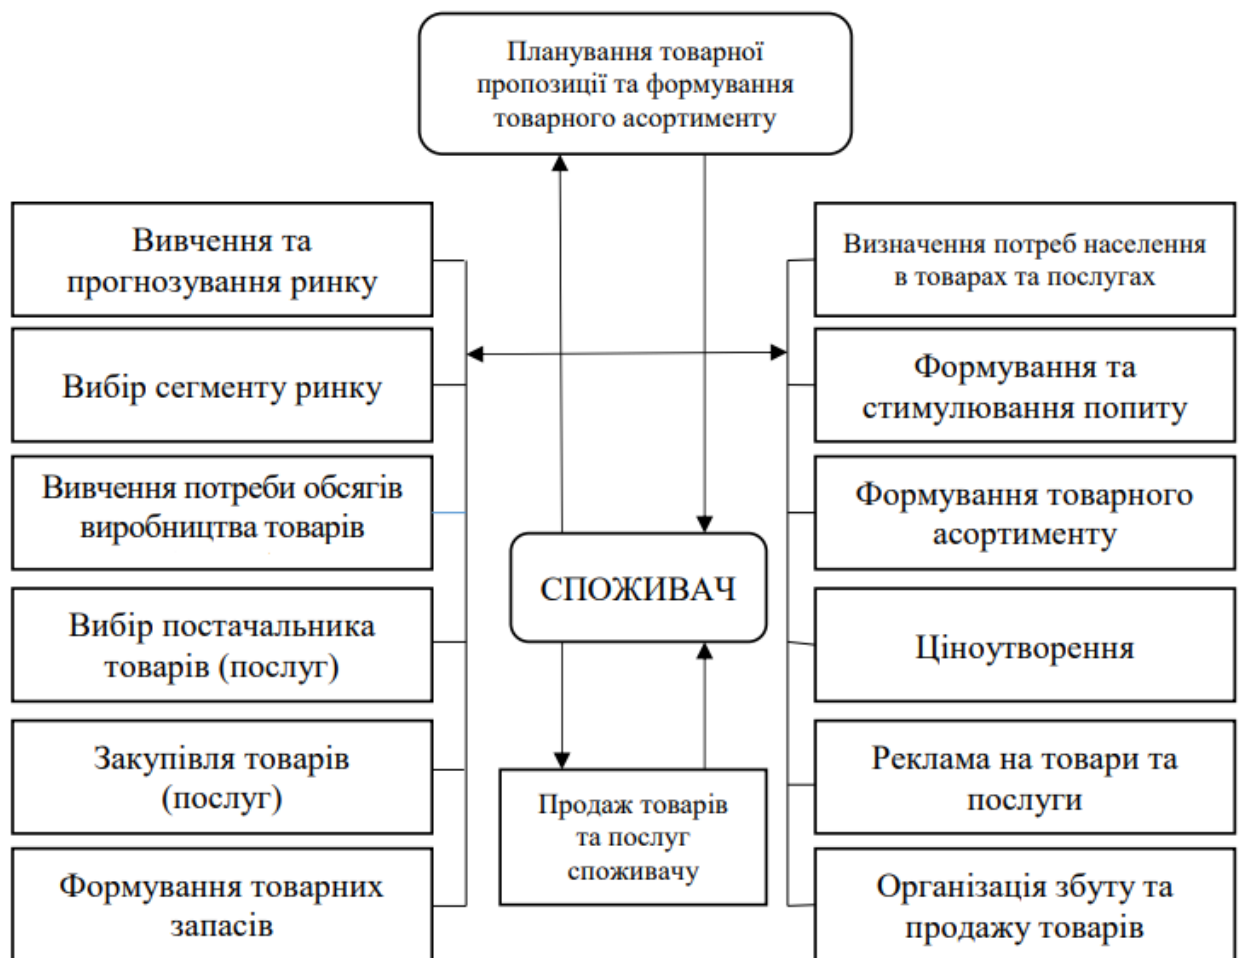 Планування товарної
пропозиції та формування
товарного асортименту
Вивчення та
прогнозування ринку
Вибір сегменту ринку
Вивчення потреби обсягів
виробництва товарів
Вибір постачальника
товарів (послуг)
Закупівля товарів
(послуг)
Формування товарних
запасів
СПОЖИВАЧ
Продаж товарів
та послуг
споживачу
Визначення потреб населення
в товарах та послугах
Формування та
стимулювання попиту
Формування товарного
асортименту
Ціноутворення
Реклама на товари та
послуги
Організація збуту та
продажу товарів